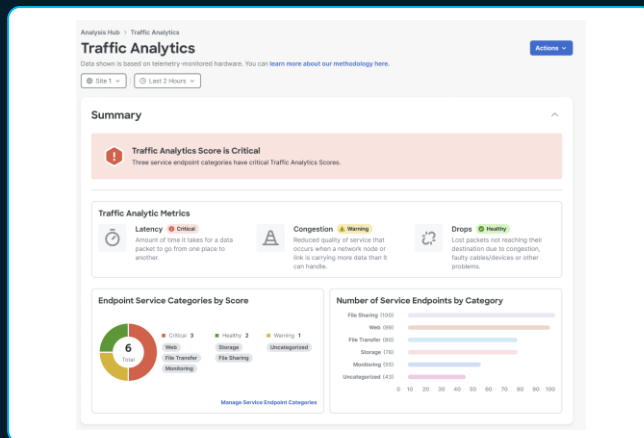 Analysis Hub > Traffic Analytics
Traffic Analytics
Actions
Data shown is based on telemetry-monitored hardware. You can learn more about our methodology here.
Site 1
Last 2 Hours
Summary
Traffic Analytics Score is Critical
Three service endpoint categories have critical Traffic Analytics Scores.
Traffic Analytic Metrics
Latency Critical
Amount of time it takes for a data
packet to go from one place to
another.
Congestion Warning
Reduced quality of service that
occurs when a network node or
link is carrying more data than it
can handle.
Drops Healthy
Lost packets not reaching their
destination due to congestion,
faulty cables/devices or other
problems.
Endpoint Service Categories by Score
6
Total
Critical 3
Web
File Transfer
Monitoring
Healthy 2
Storage
File Sharing
Warning 1
Uncategorized
Manage Service Endpoint Categories
Number of Service Endpoints by Category
File Sharing (100)
Web (99)
File Transfer (80)
Storage (78)
Monitoring (55)
Uncategorized (43)
0 10 20 30 40 50 60 70 80 90 100